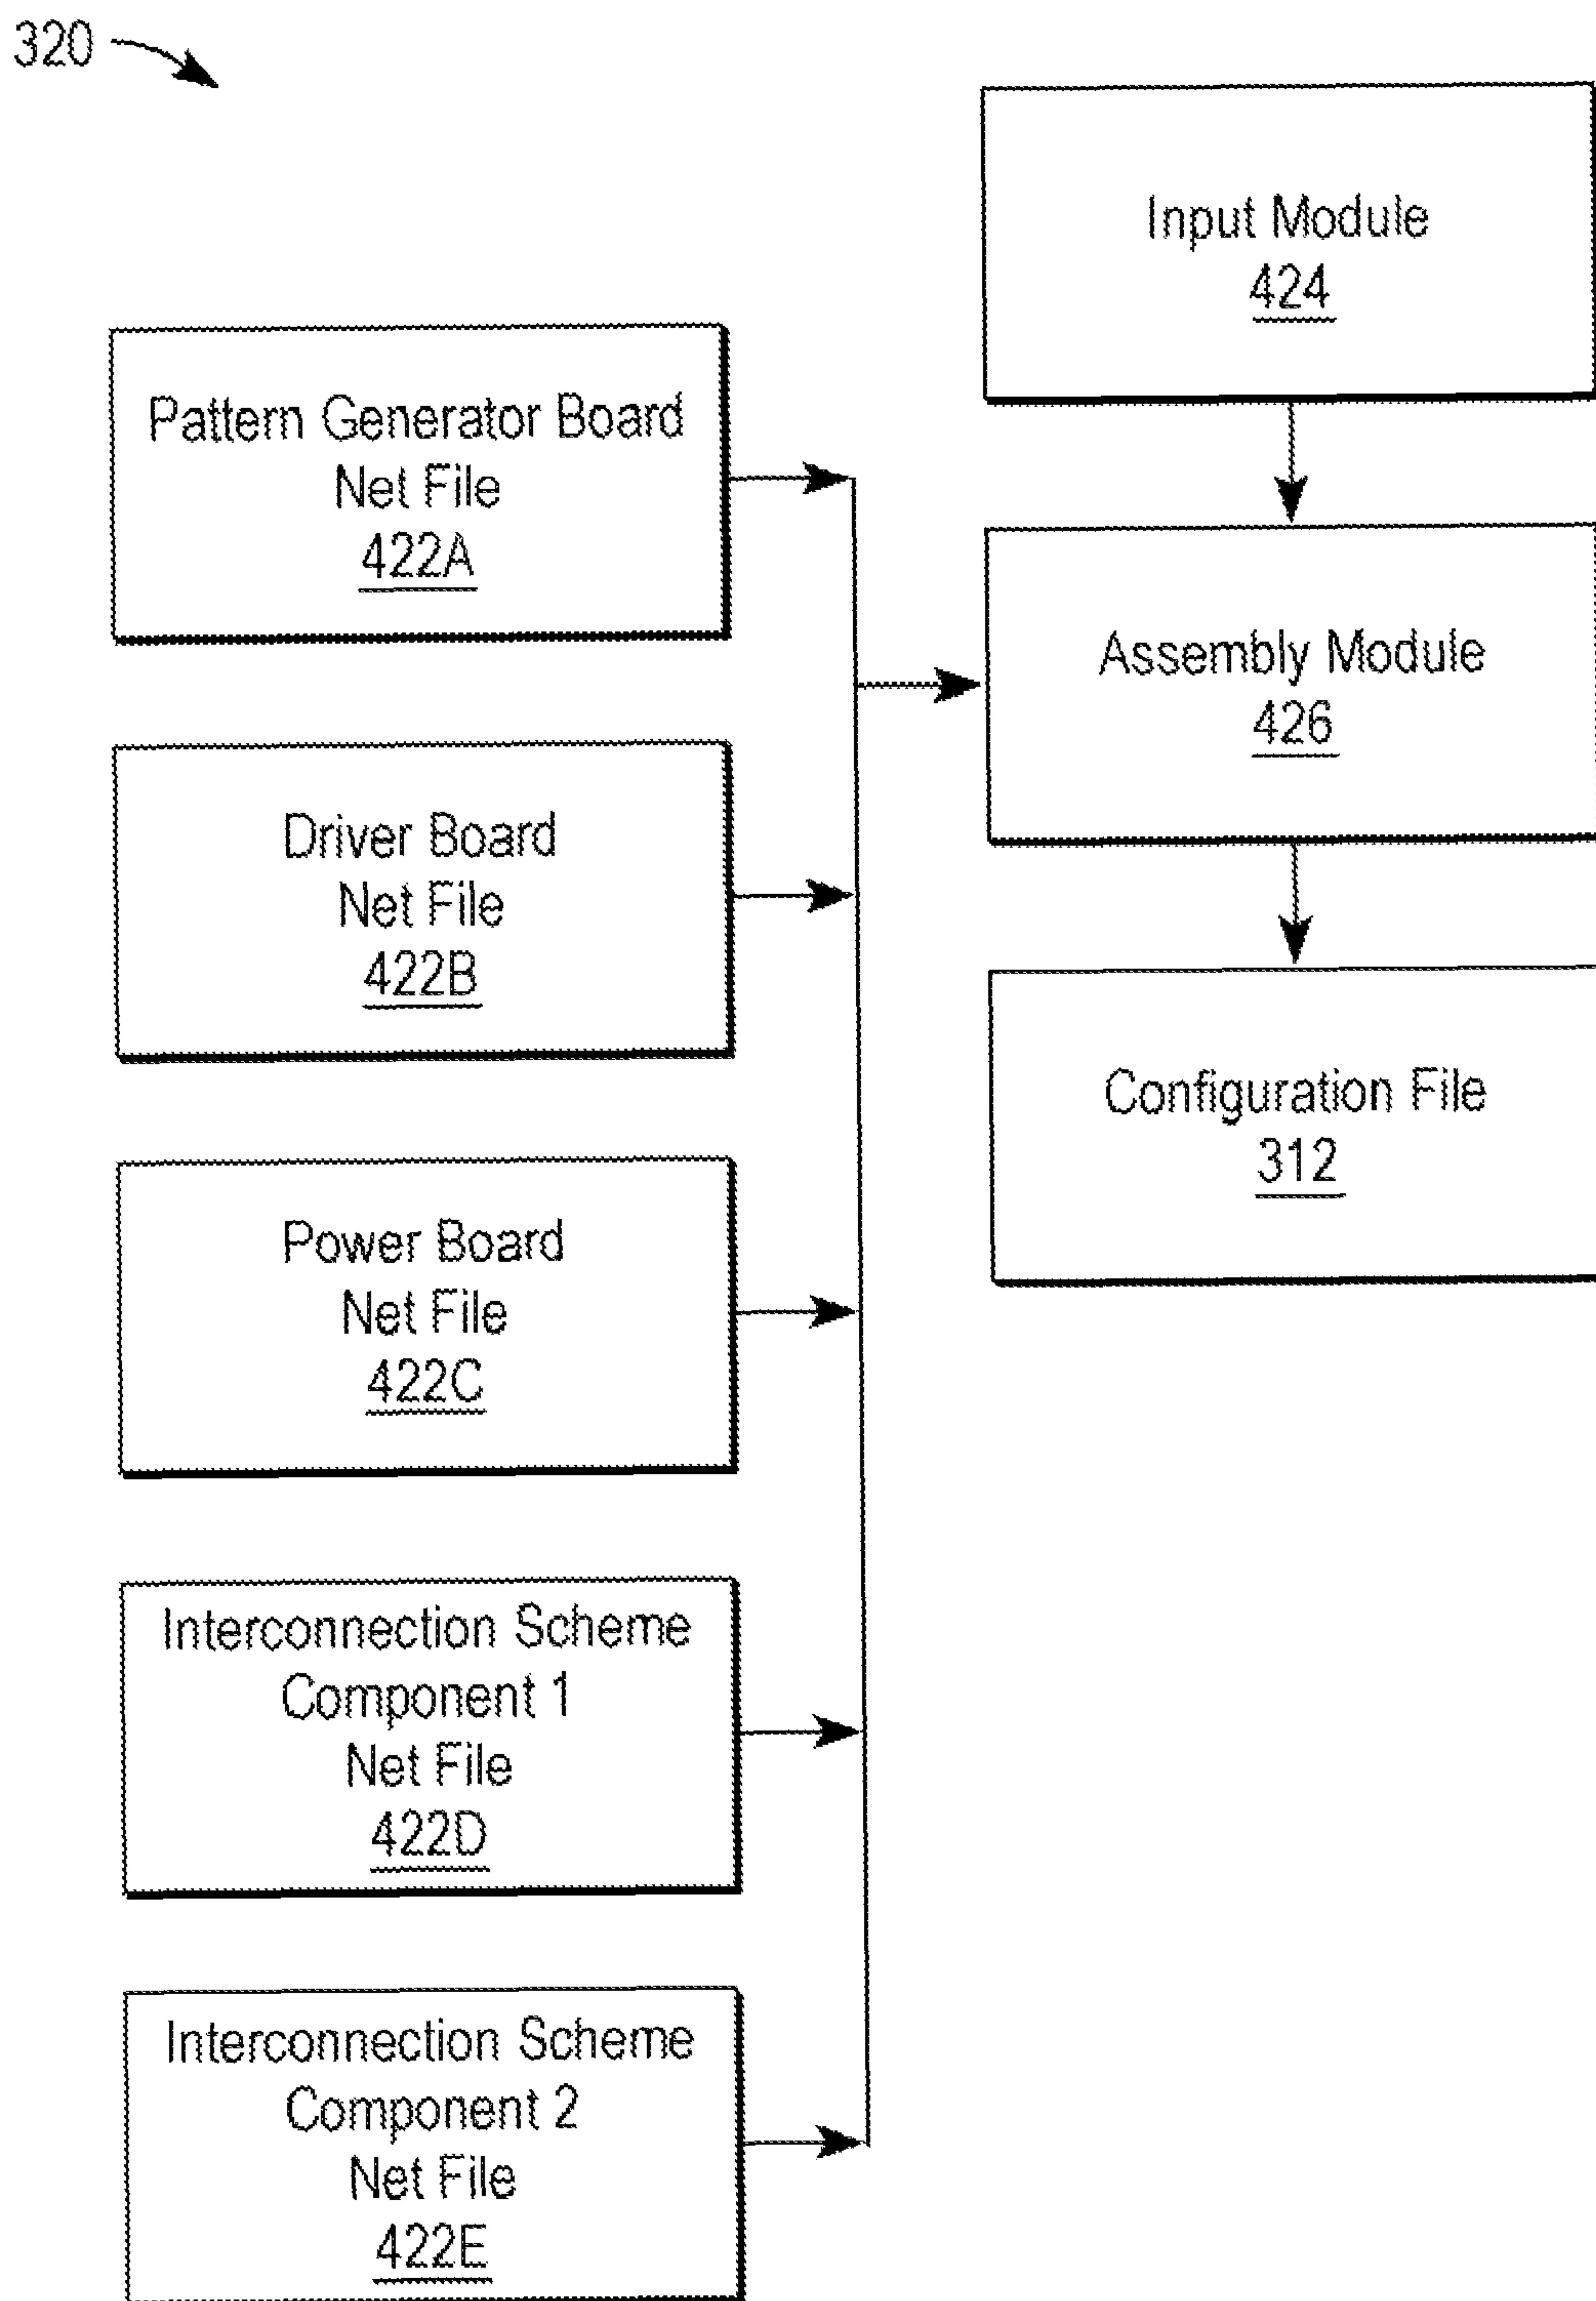 320
Input Module
424
Pattern Generator Board
Net File
422A
Assembly Module
426
Driver Board
Net File
422B
Configuration File
312
Power Board
Net File
422C
Interconnection Scheme
Component 1
Net File
422D
Interconnection Scheme
Component 2
Net File
422E